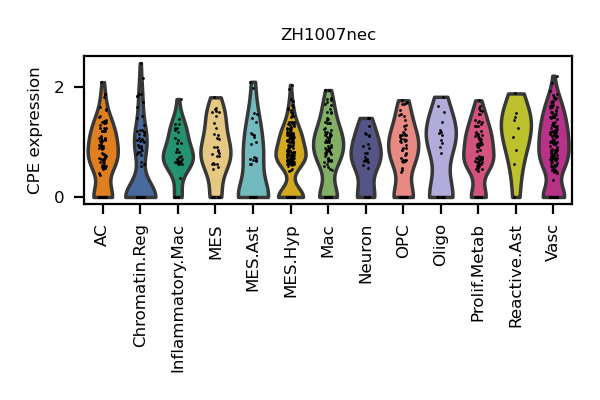 ZH1007nec
CPE expression
2
0
AC
Chromatin.Reg
Inflammatory.Mac
MES
MES.Ast
MES.Hyp
Mac
Neuron
OPC
Oligo
Prolif.Metab
Reactive.Ast
Vasc